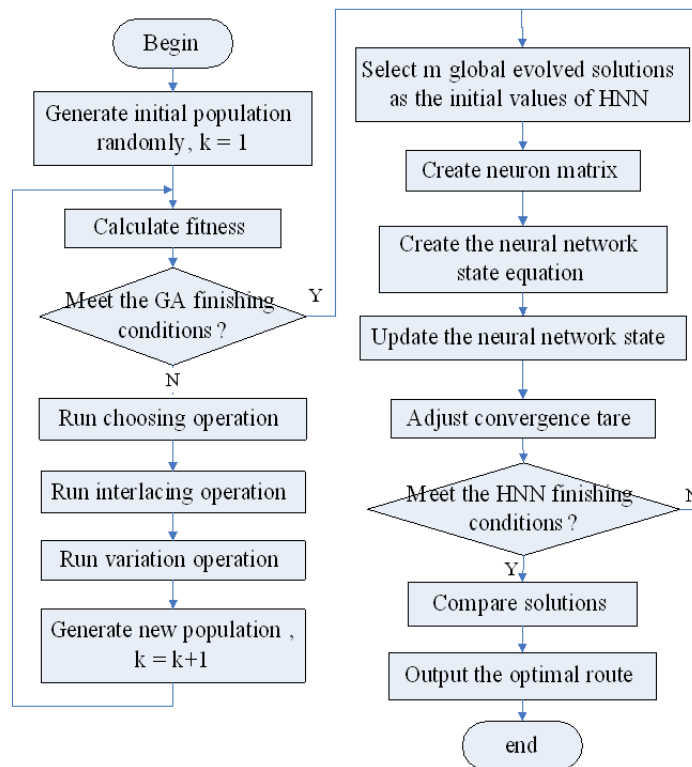 Begin
Generate initial population
randomly, k = 1
Calculate fitness
Meet the GA finishing
conditions?
Y
N
Run choosing operation
Run interlacing operation
Run variation operation
Generate new population ,
k = k+1
Select m global evolved solutions
as the initial values of HNN
Create neuron matrix
Create the neural network
state equation
Update the neural network state
Adjust convergence tare
Meet the HNN finishing
conditions?
N
Y
Compare solutions
Output the optimal route
end